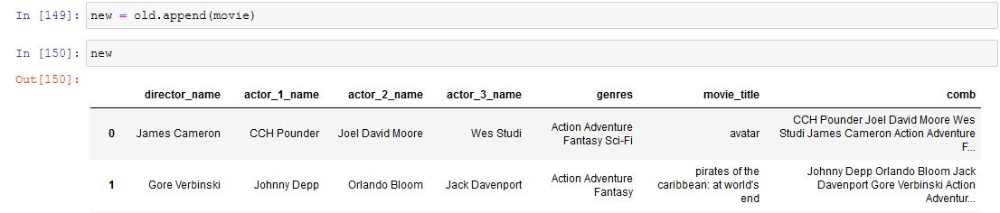 In [149]: new = old.append(movie)
In [150]: new
Out[150]:
director_name actor_1_name actor_2_name actor_3_name genres movie_title comb
0 James Cameron CCH Pounder Joel David Moore Wes Studi Action Adventure Fantasy Sci-Fi avatar CCH Pounder Joel David Moore Wes Studi James Cameron Action Adventure F...
1 Gore Verbinski Johnny Depp Orlando Bloom Jack Davenport Action Adventure Fantasy pirates of the caribbean: at world's end Johnny Depp Orlando Bloom Jack Davenport Gore Verbinski Action Adventur...